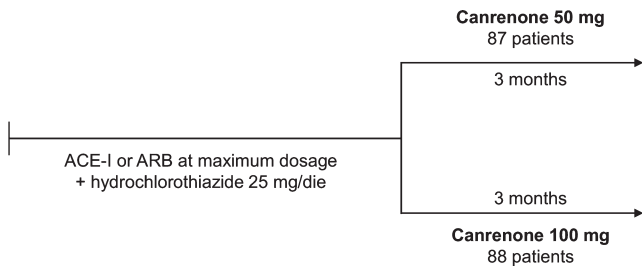 Canrenone 50 mg
87 patients
3 months
ACE-I or ARB at maximum dosage
+ hydrochlorothiazide 25 mg/die
3 months
Canrenone 100 mg
88 patients